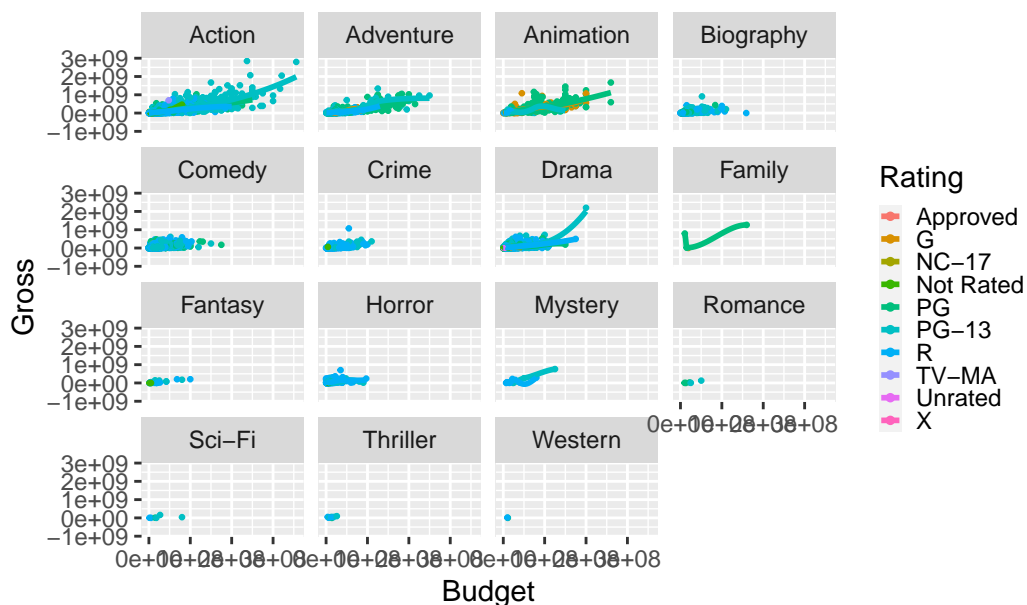 Action Adventure Animation Biography
3e+09
2e+09
1e+09
0e+00
−1e+09
Comedy Crime Drama Family
3e+09
2e+09
1e+09
0e+00
−1e+09
Fantasy Horror Mystery Romance
3e+09
2e+09
1e+09
0e+00
−1e+09
Sci−Fi Thriller Western
3e+09
2e+09
1e+09
0e+00
−1e+09
Gross
Budget
Rating
Approved
G
NC−17
Not Rated
PG
PG−13
R
TV−MA
Unrated
X